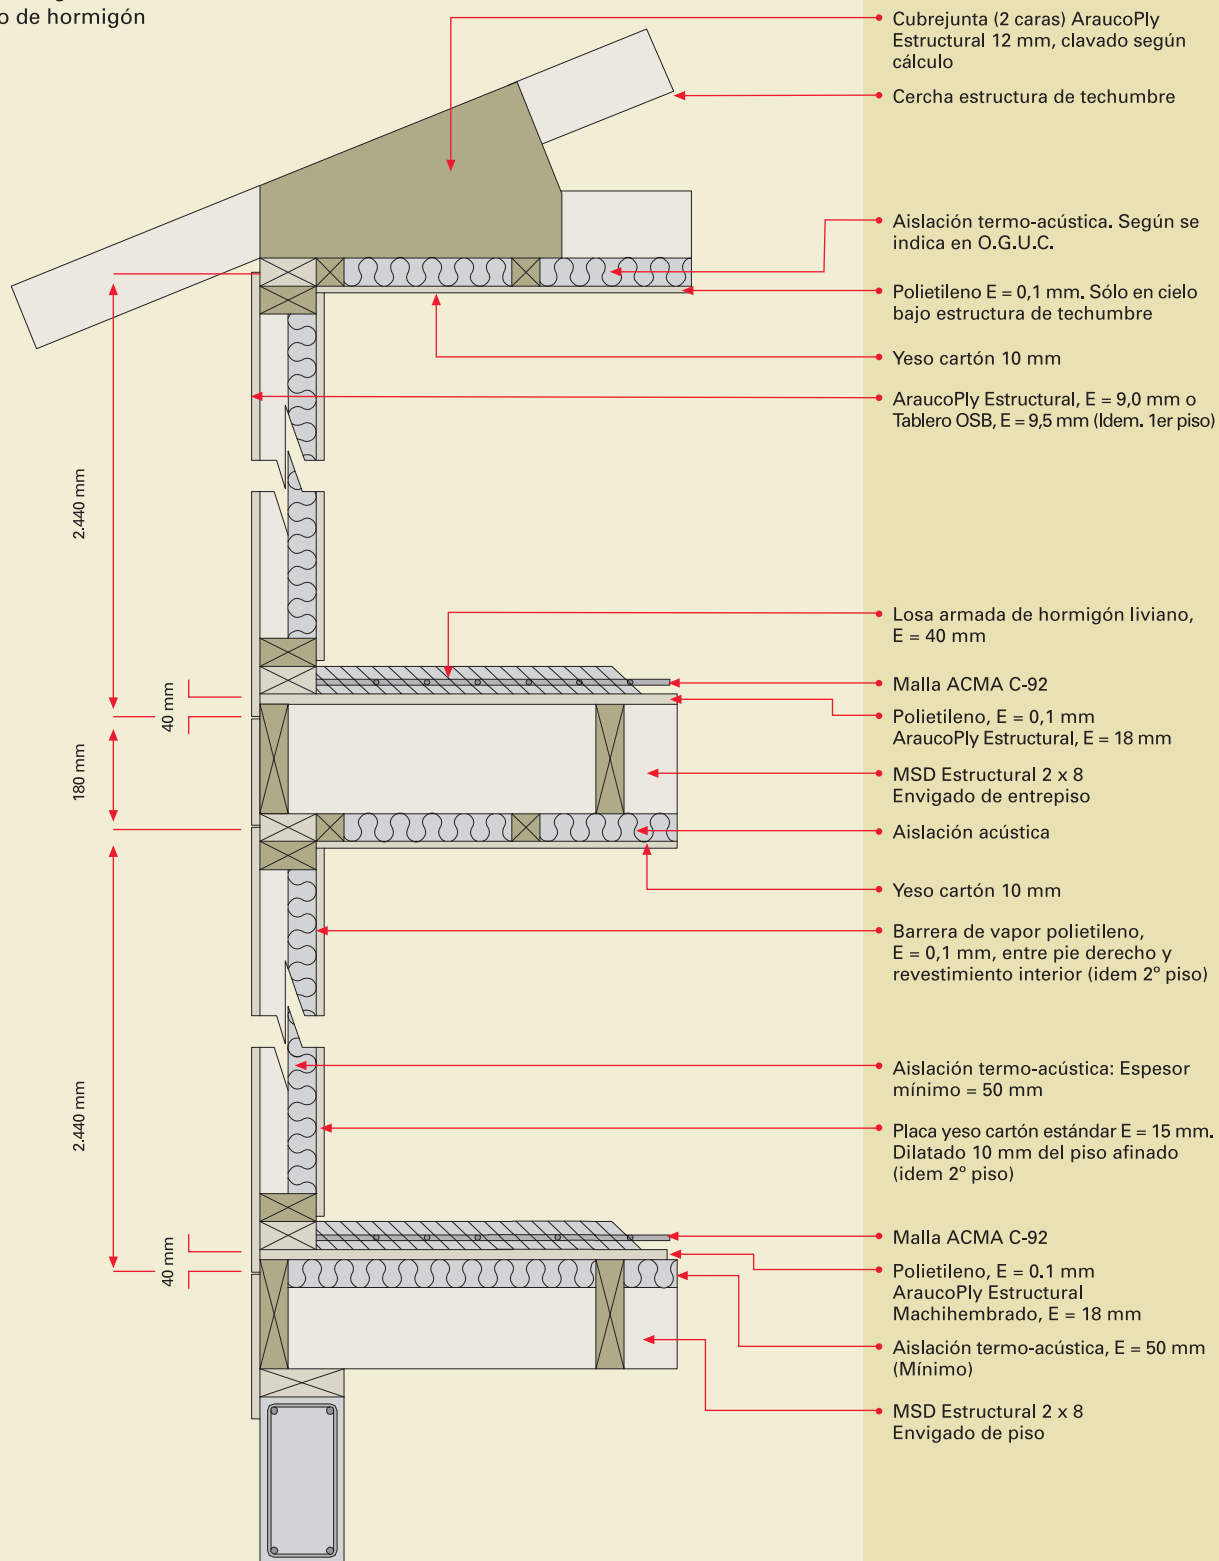 o de hormigón
Cubrejunta (2 caras) AraucoPly
Estructural 12 mm, clavado según
cálculo
Cercha estructura de techumbre
Aislación termo-acústica. Según se
indica en O.G.U.C.
Polietileno E = 0,1 mm. Sólo en cielo
bajo estructura de techumbre
Yeso cartón 10 mm
AraucoPly Estructural, E = 9,0 mm o
Tablero OSB, E = 9,5 mm (Idem. 1er piso)
2.440 mm
Losa armada de hormigón liviano,
E = 40 mm
Malla ACMA C-92
40 mm
Polietileno, E = 0,1 mm
AraucoPly Estructural, E = 18 mm
180 mm
MSD Estructural 2 x 8
Envigado de entrepiso
Aislación acústica
Yeso cartón 10 mm
Barrera de vapor polietileno,
E = 0,1 mm, entre pie derecho y
revestimiento interior (idem 2º piso)
2.440 mm
Aislación termo-acústica: Espesor
mínimo = 50 mm
Placa yeso cartón estándar E = 15 mm.
Dilatado 10 mm del piso afinado
(idem 2º piso)
Malla ACMA C-92
40 mm
Polietileno, E = 0.1 mm
AraucoPly Estructural
Machihembrado, E = 18 mm
Aislación termo-acústica, E = 50 mm
(Mínimo)
MSD Estructural 2 x 8
Envigado de piso